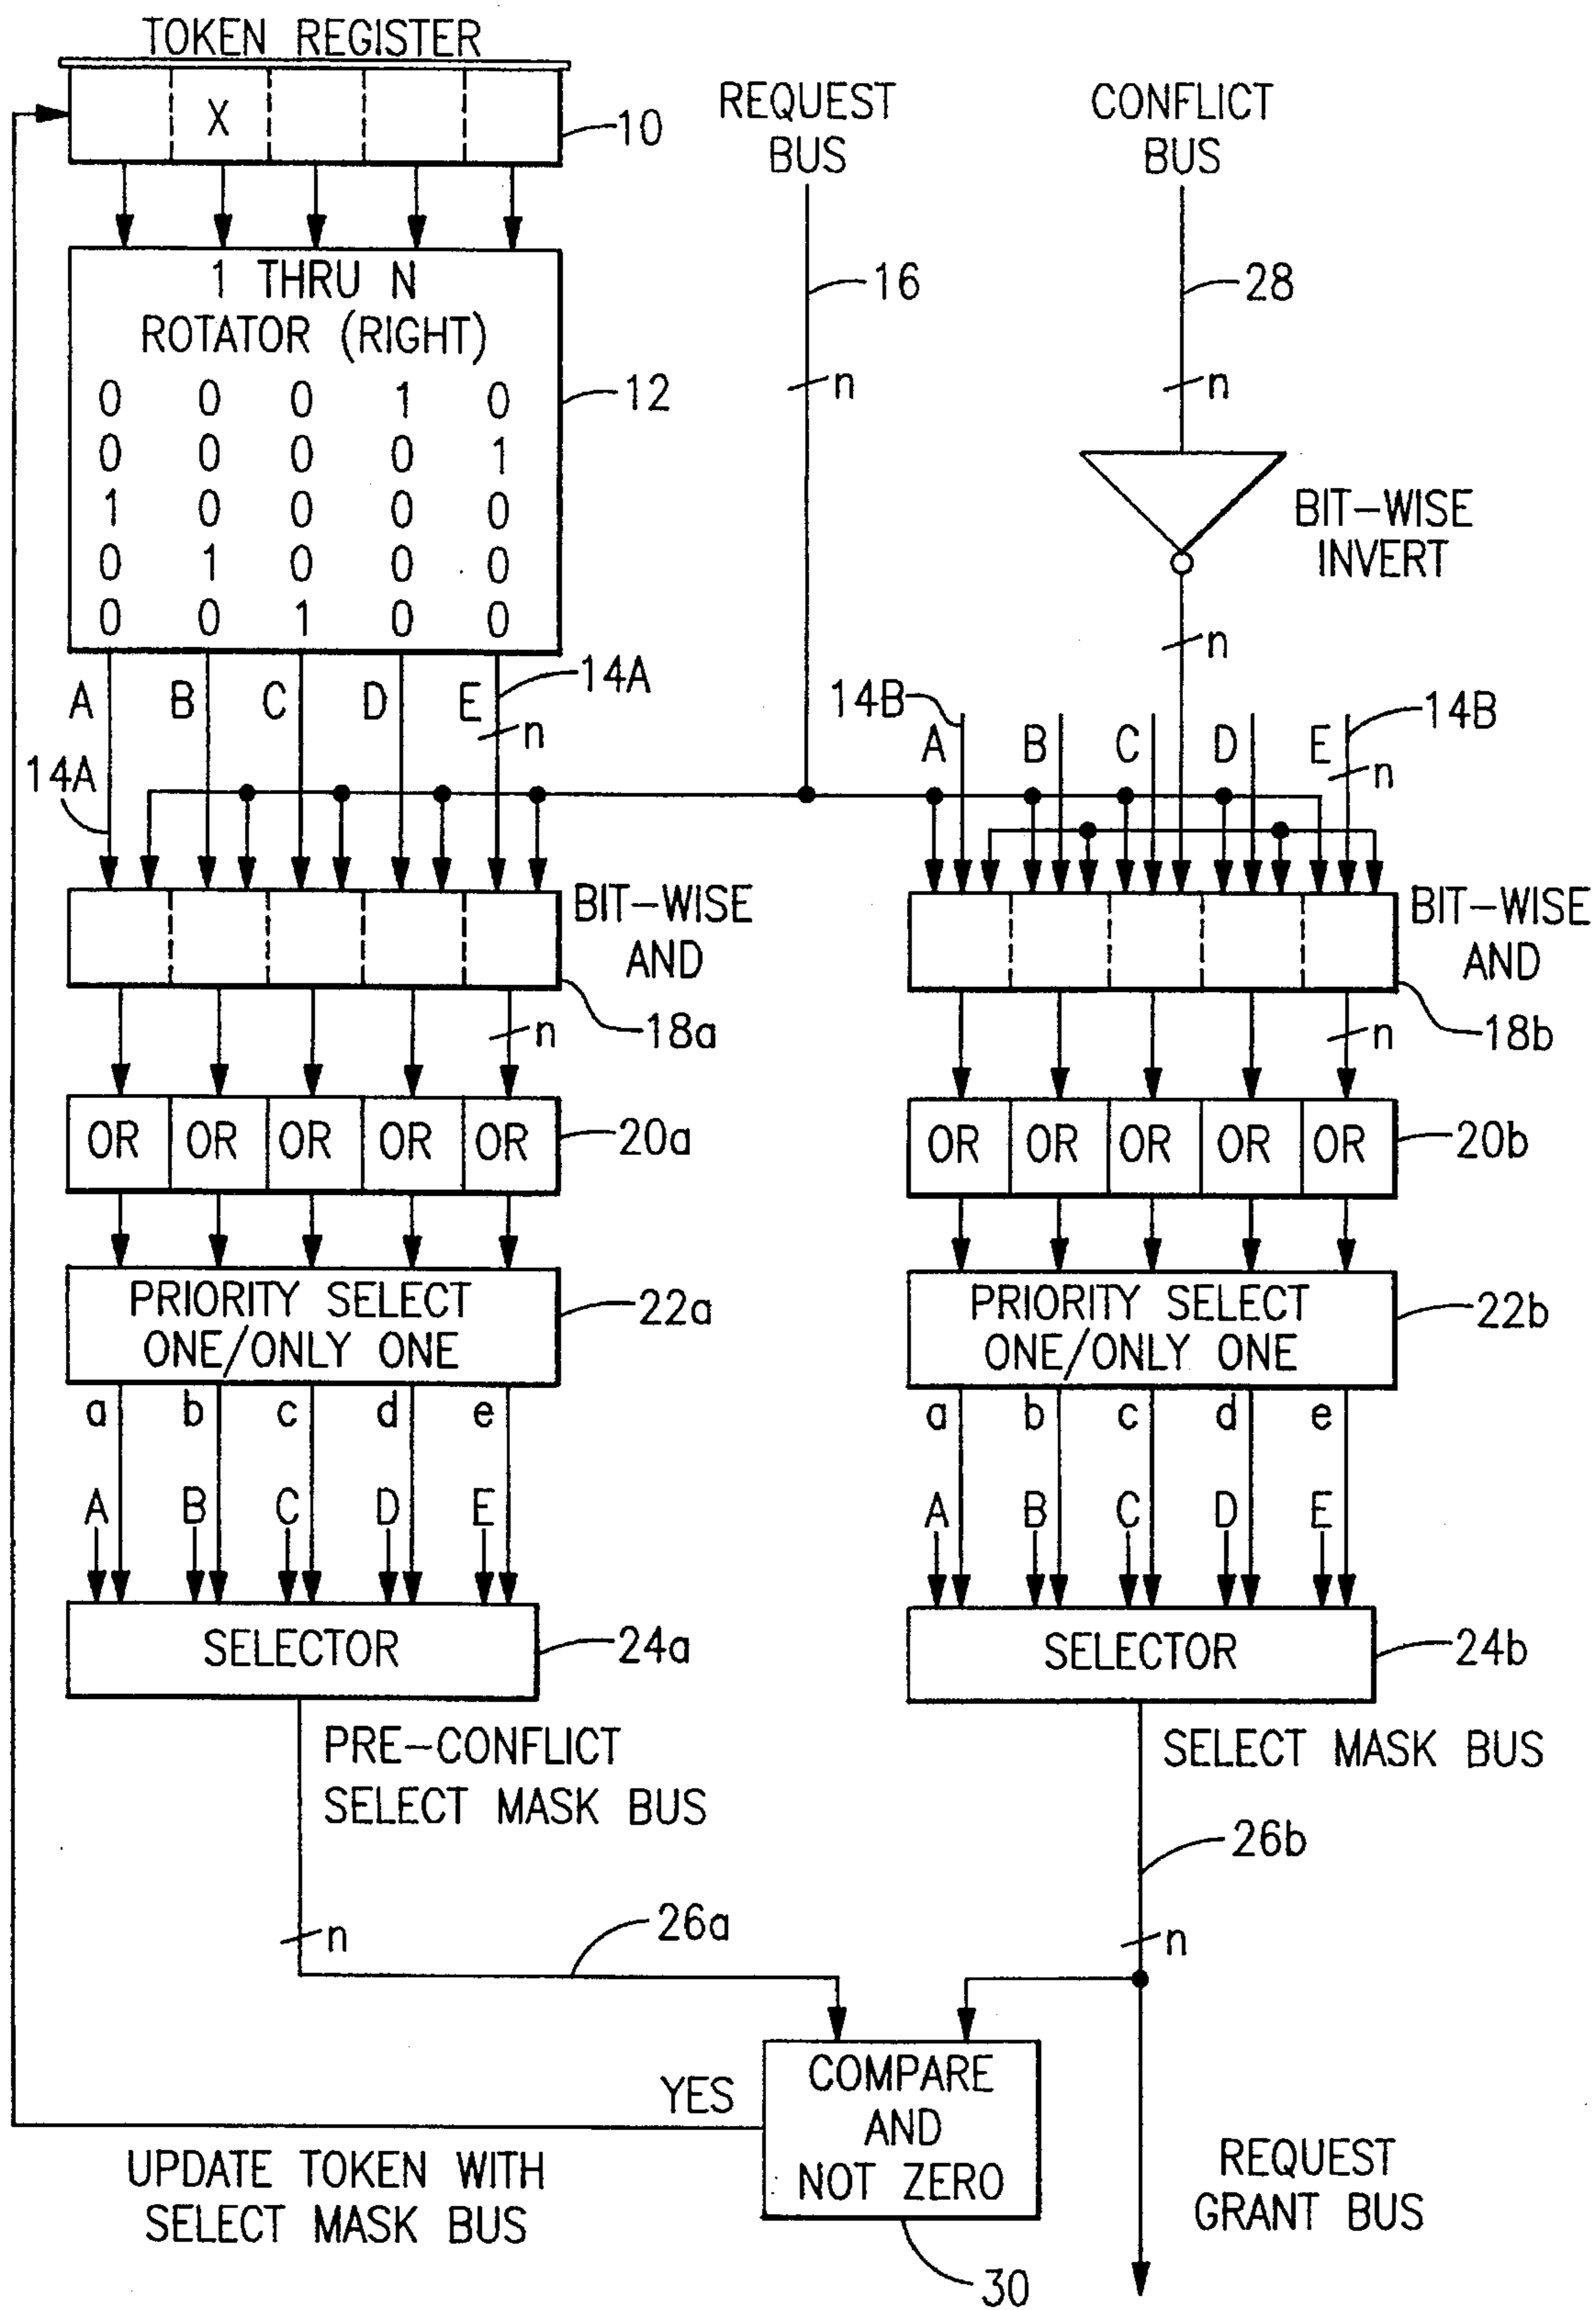 TOKEN REGISTER
X
10
REQUEST
BUS
CONFLICT
BUS
1 THRU N
ROTATOR (RIGHT)
0 0 0 1 0
0 0 0 0 1
1 0 0 0 0
0 1 0 0 0
0 0 1 0 0
12
16
n
28
n
BIT-WISE
INVERT
n
A B C D E
14A
n
14A
14B
A B C D E
14B
n
BIT-WISE
AND
18a
n
BIT-WISE
AND
18b
n
OR OR OR OR OR
20a
OR OR OR OR OR
20b
PRIORITY SELECT
ONE/ONLY ONE
22a
PRIORITY SELECT
ONE/ONLY ONE
22b
a b c d e
A B C D E
a b c d e
A B C D E
SELECTOR
24a
SELECTOR
24b
PRE-CONFLICT
SELECT MASK BUS
SELECT MASK BUS
26b
26a
n
n
COMPARE
AND
NOT ZERO
YES
30
UPDATE TOKEN WITH
SELECT MASK BUS
REQUEST
GRANT BUS